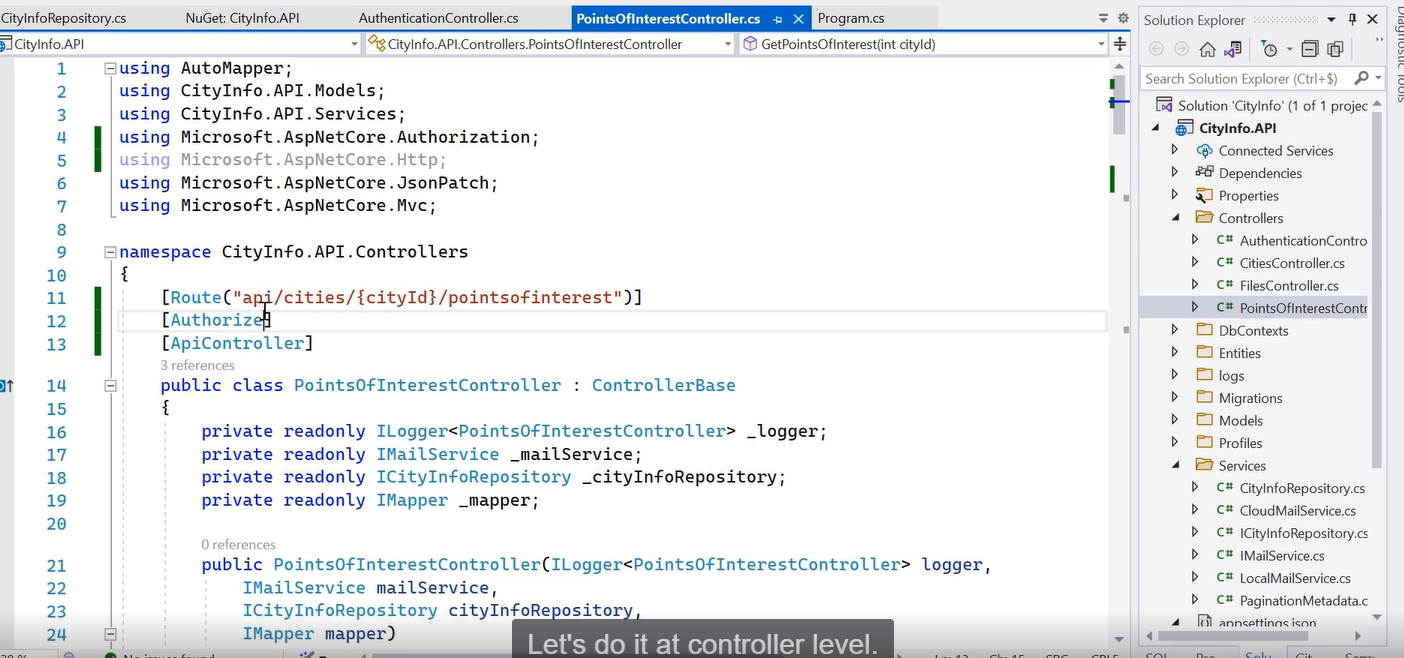 CityInfoRepository.cs NuGet: CityInfo.API AuthenticationController.cs PointsOfInterestController.cs Program.cs
CityInfo.API CityInfo.API.Controllers.PointsOfInterestController GetPointsOfInterest(int cityId)
1 using AutoMapper;
2 using CityInfo.API.Models;
3 using CityInfo.API.Services;
4 using Microsoft.AspNetCore.Authorization;
5 using Microsoft.AspNetCore.Http;
6 using Microsoft.AspNetCore.JsonPatch;
7 using Microsoft.AspNetCore.Mvc;
8
9 namespace CityInfo.API.Controllers
10 {
11 [Route("api/cities/{cityId}/pointsofinterest")]
12 [Authorize]
13 [ApiController]
3 references
14 public class PointsOfInterestController : ControllerBase
15 {
16 private readonly ILogger<PointsOfInterestController> _logger;
17 private readonly IMailService _mailService;
18 private readonly ICityInfoRepository _cityInfoRepository;
19 private readonly IMapper _mapper;
20
0 references
21 public PointsOfInterestController(ILogger<PointsOfInterestController> logger,
22 IMailService mailService,
23 ICityInfoRepository cityInfoRepository,
24 IMapper mapper)
Let's do it at controller level.
Solution Explorer
Search Solution Explorer (Ctrl+$)
Solution 'CityInfo' (1 of 1 projec
CityInfo.API
Connected Services
Dependencies
Properties
Controllers
C# AuthenticationContro
C# CitiesController.cs
C# FilesController.cs
C# PointsOfInterestContr
DbContexts
Entities
logs
Migrations
Models
Profiles
Services
C# CityInfoRepository.cs
C# CloudMailService.cs
C# ICityInfoRepository.cs
C# IMailService.cs
C# LocalMailService.cs
C# PaginationMetadata.c
appsettings.json
Diagnostic Tools